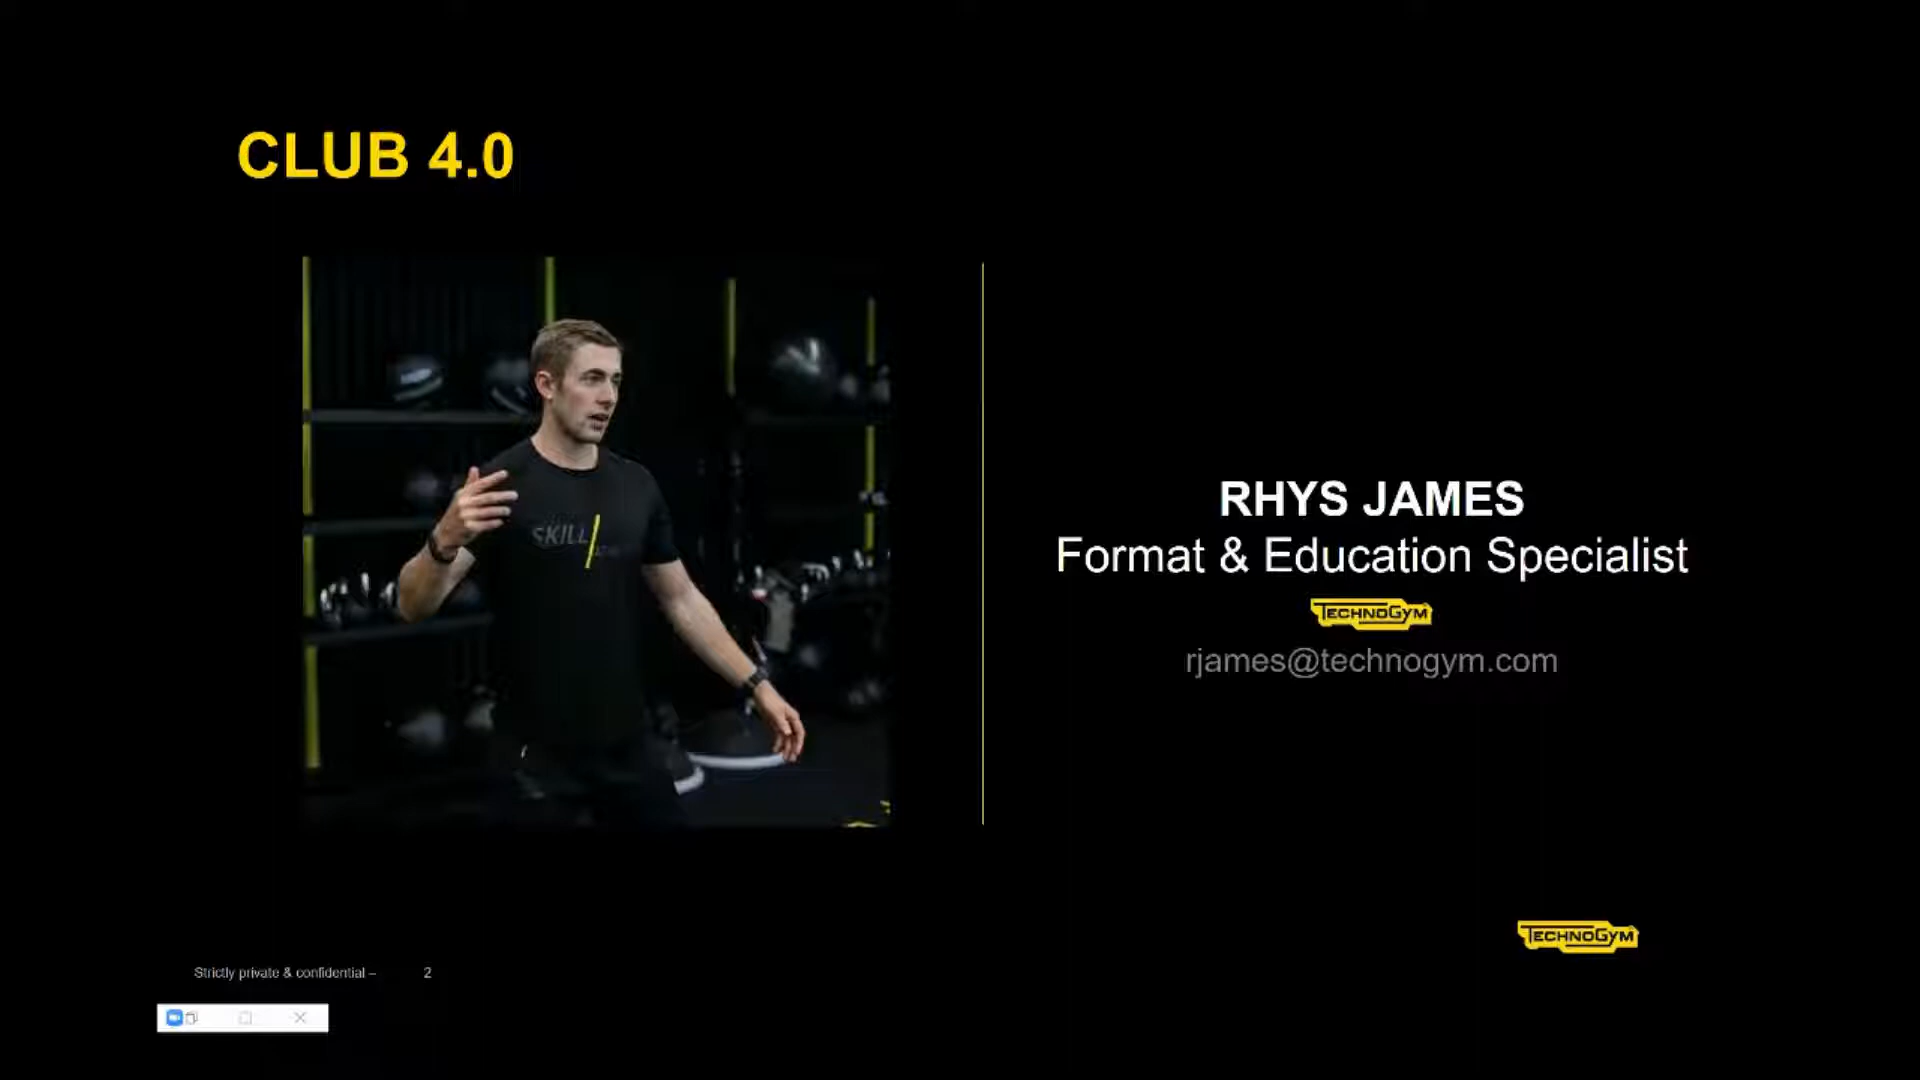 CLUB 4.0
SKILL
RHYS JAMES
Format & Education Specialist
TECHNOGYM
rjames@technogym.com
TECHNOGYM
Strictly private & confidential – 2